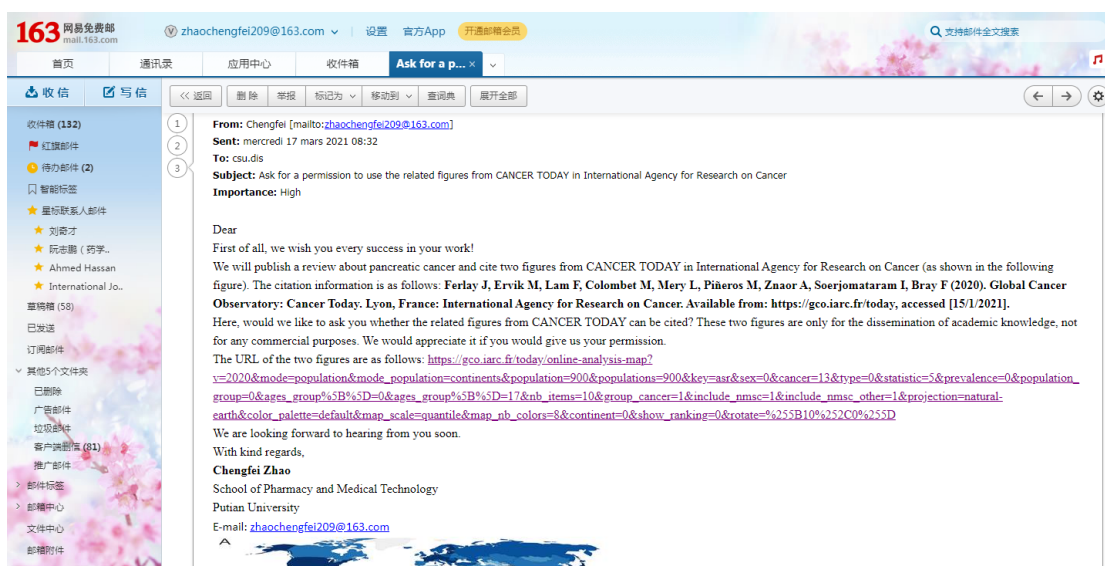 163 网易免费邮
mail.163.com
zhaochengfei209@163.com 设置 官方App 开通邮箱会员
支持邮件全文搜索
首页 通讯录 应用中心 收件箱 Ask for a p... ×
收信 写信
<< 返回 删除 举报 标记为 移动到 查词典 展开全部
收件箱 (132)
红旗邮件
待办邮件 (2)
智能标签
星标联系人邮件
刘奇才
阮志鹏 ( 药学..
Ahmed Hassan
International Jo..
草稿箱 (58)
已发送
订阅邮件
其他5个文件夹
已删除
广告邮件
垃圾邮件
客户端删信 (81)
推广邮件
邮件标签
邮箱中心
文件中心
邮箱附件
1
2
3
From: Chengfei [mailto:zhaochengfei209@163.com]
Sent: mercredi 17 mars 2021 08:32
To: csu.dis
Subject: Ask for a permission to use the related figures from CANCER TODAY in International Agency for Research on Cancer
Importance: High
Dear
First of all, we wish you every success in your work!
We will publish a review about pancreatic cancer and cite two figures from CANCER TODAY in International Agency for Research on Cancer (as shown in the following
figure). The citation information is as follows: Ferlay J, Ervik M, Lam F, Colombet M, Mery L, Piñeros M, Znaor A, Soerjomataram I, Bray F (2020). Global Cancer
Observatory: Cancer Today. Lyon, France: International Agency for Research on Cancer. Available from: https://gco.iarc.fr/today, accessed [15/1/2021].
Here, would we like to ask you whether the related figures from CANCER TODAY can be cited? These two figures are only for the dissemination of academic knowledge, not
for any commercial purposes. We would appreciate it if you would give us your permission.
The URL of the two figures are as follows: https://gco.iarc.fr/today/online-analysis-map?
v=2020&mode=population&mode_population=continents&population=900&populations=900&key=asr&sex=0&cancer=13&type=0&statistic=5&prevalence=0&population_
group=0&ages_group%5B%5D=0&ages_group%5B%5D=17&nb_items=10&group_cancer=1&include_nmsc=1&include_nmsc_other=1&projection=natural-
earth&color_palette=default&map_scale=quantile&map_nb_colors=8&continent=0&show_ranking=0&rotate=%255B10%252C0%255D
We are looking forward to hearing from you soon.
With kind regards,
Chengfei Zhao
School of Pharmacy and Medical Technology
Putian University
E-mail: zhaochengfei209@163.com